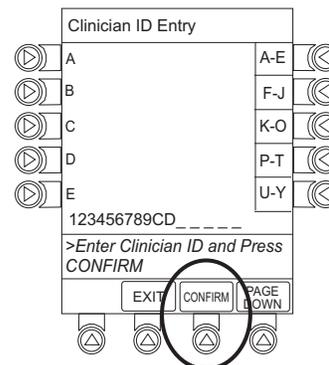 Clinician ID Entry
A A-E
B F-J
C K-O
D P-T
E U-Y
123456789CD_ _ _ _ _
>Enter Clinician ID and Press
CONFIRM
EXIT CONFIRM PAGE
DOWN